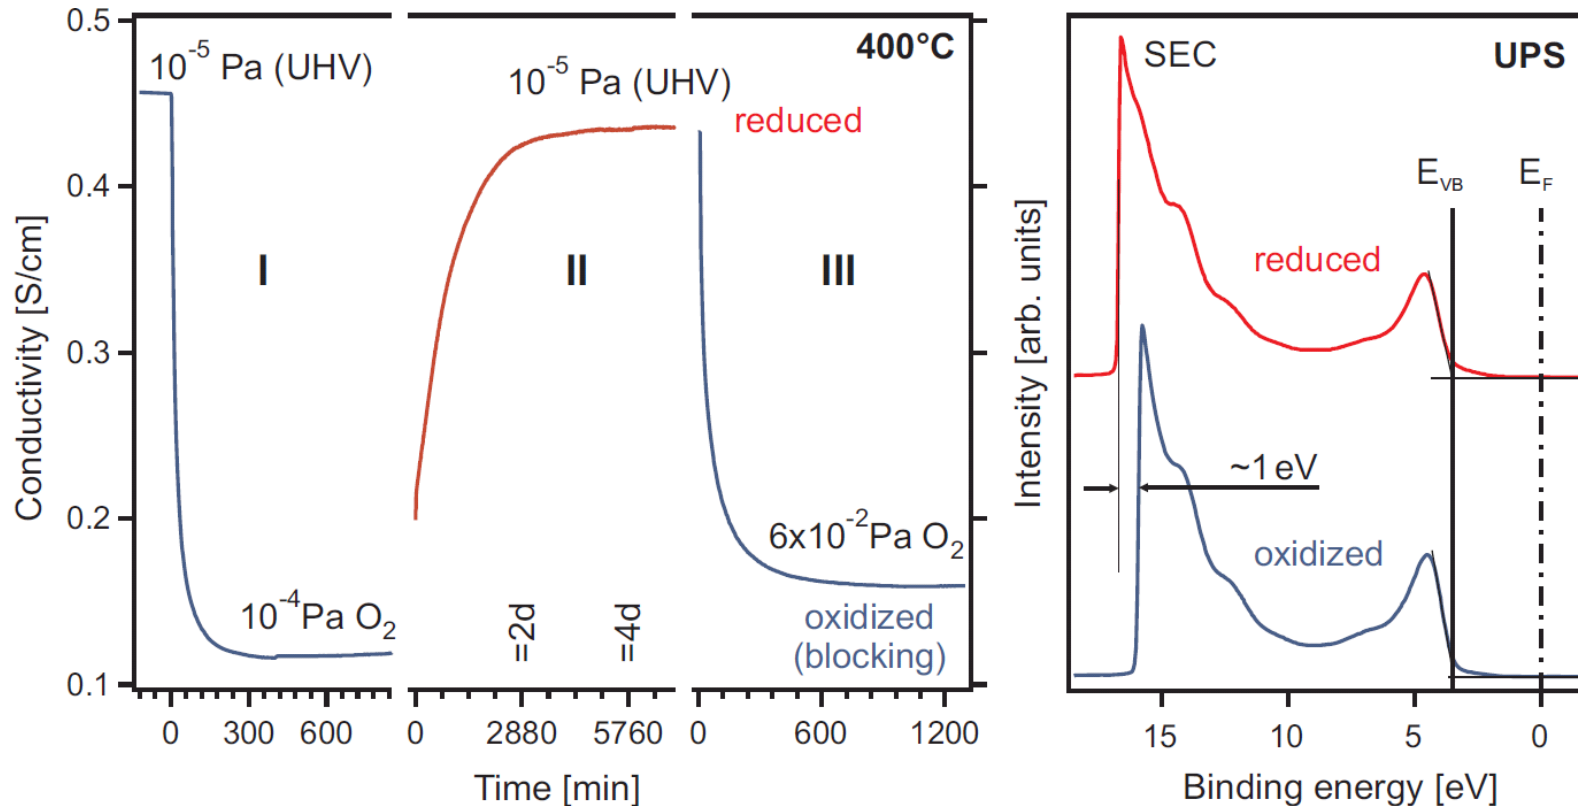 0.5
0.4
0.3
0.2
0.1
Conductivity [S/cm]
10⁻⁵ Pa (UHV)
I
10⁻⁴Pa O₂
0 300 600
10⁻⁵ Pa (UHV)
II
=2d
=4d
0 2880 5760
400°C
reduced
III
6x10⁻²Pa O₂
oxidized
(blocking)
0 600 1200
Time [min]
Intensity [arb. units]
SEC
UPS
E_VB
E_F
reduced
~1 eV
oxidized
15 10 5 0
Binding energy [eV]